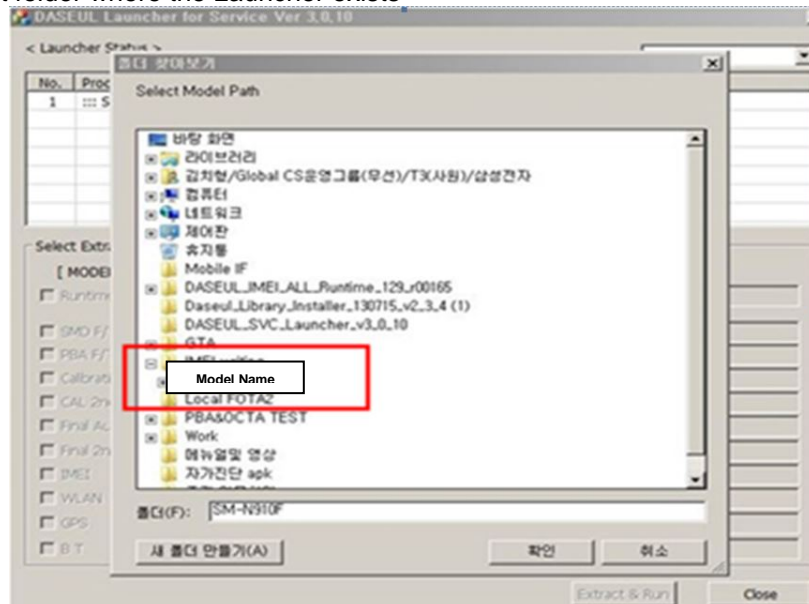 folder where the Launcher exists
DASEUL Launcher for Service Ver 3,0,10
< Launcher Status >
폴더 찾아보기
No. Proc
Select Model Path
1 ::: S
바탕 화면
라이브러리
김치형/Global CS운영그룹(무선)/T3(사원)/삼성전자
컴퓨터
네트워크
제어판
휴지통
Mobile IF
DASEUL_IMEI_ALL_Runtime_129_r00165
Daseul_Library_Installer_130715_v2_3_4 (1)
DASEUL_SVC_Launcher_v3_0_10
GTA
IMEI writing
Model Name
Local FOTA2
PBA&OCTA TEST
Work
메뉴얼및 영상
자가진단 apk
Select Extr
[ MODE
Runtime
SMD F/
PBA F/T
Calibrati
CAL 2n
Final AC
Final 2n
IMEI
WLAN
GPS
B T
폴더(F): SM-N910F
새 폴더 만들기(A) 확인 취소
Extract & Run Close